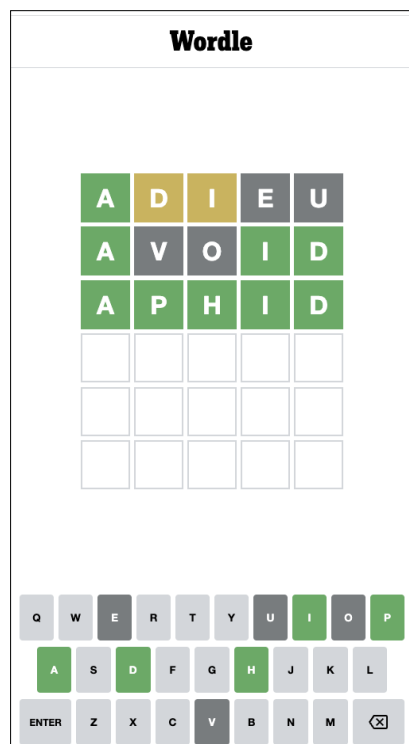 Wordle
A D I E U
A V O I D
A P H I D
Q W E R T Y U I O P
A S D F G H J K L
ENTER Z X C V B N M